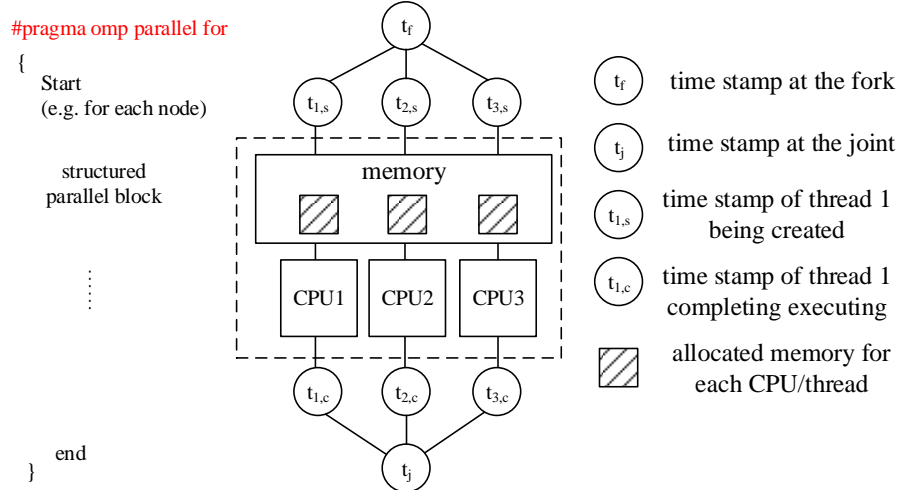 #pragma omp parallel for
{
Start
(e.g. for each node)
structured
parallel block
end
}
t_f
t_1,s
t_2,s
t_3,s
memory
CPU1
CPU2
CPU3
t_1,c
t_2,c
t_3,c
t_j
t_f
time stamp at the fork
t_j
time stamp at the joint
t_1,s
time stamp of thread 1
being created
t_1,c
time stamp of thread 1
completing executing
allocated memory for
each CPU/thread